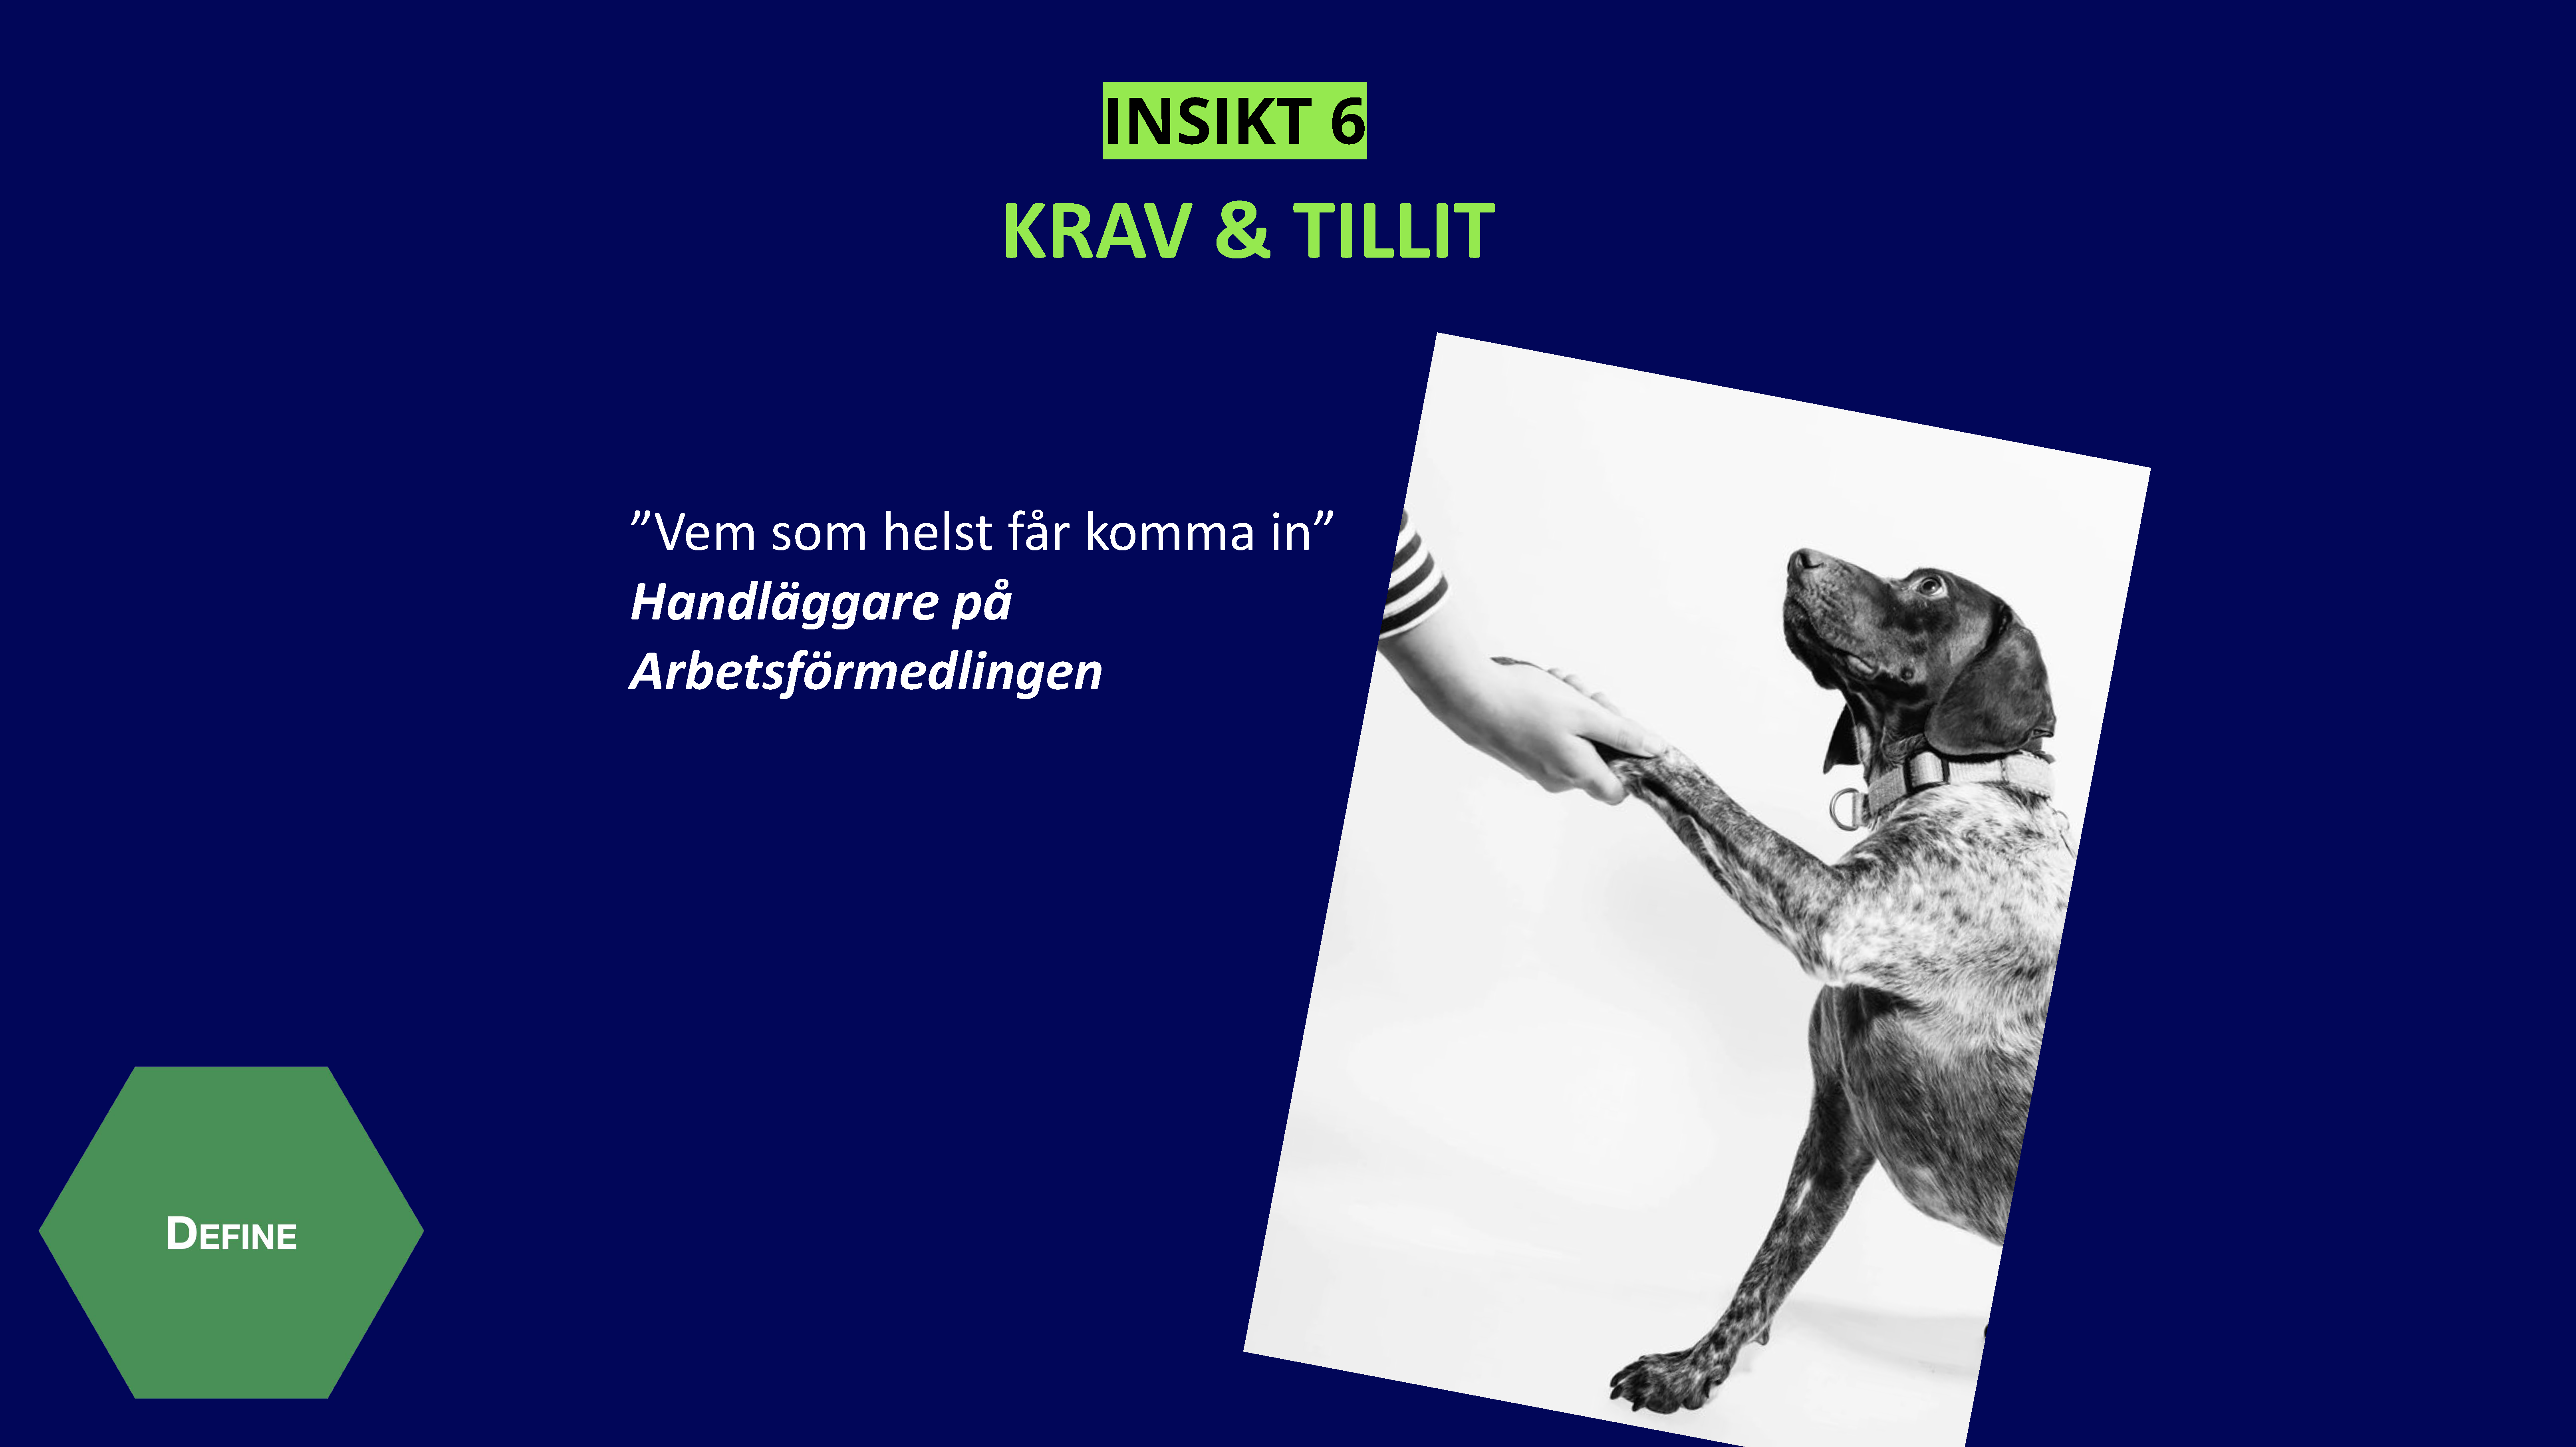 INSIKT 6
KRAV & TILLIT
”Vem som helst får komma in”
Handläggare på
Arbetsförmedlingen
DEFINE